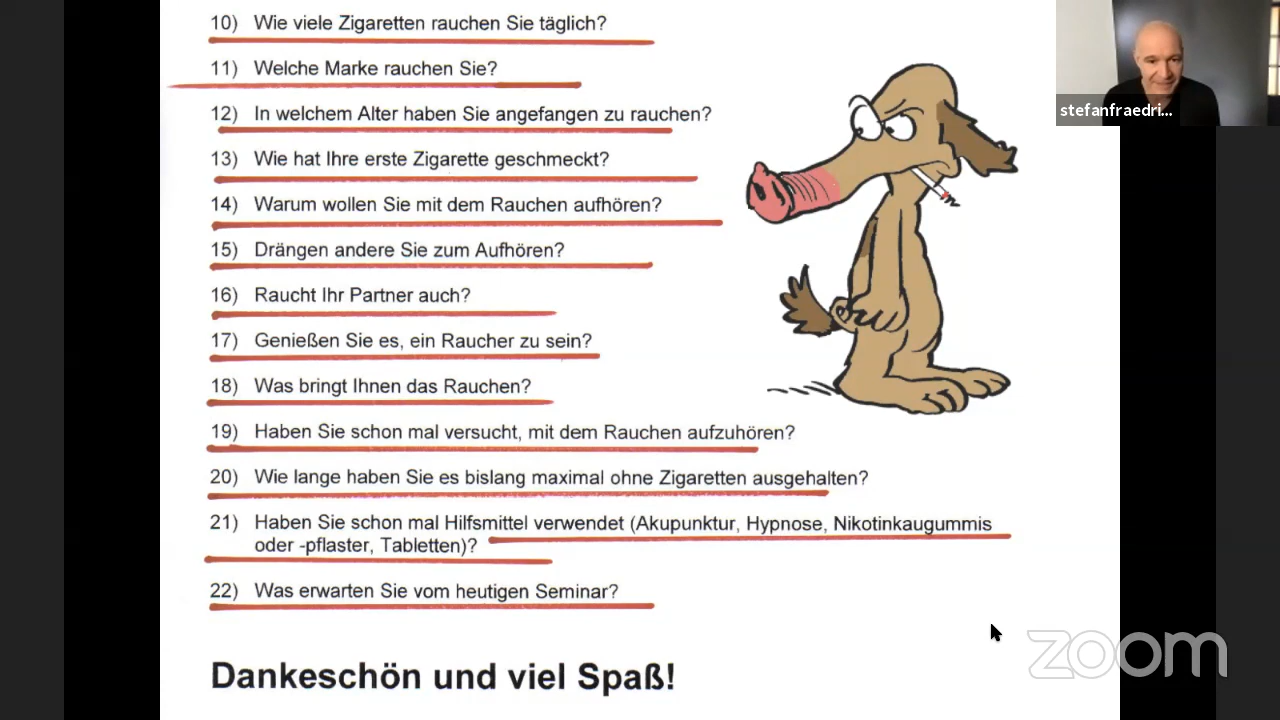 10) Wie viele Zigaretten rauchen Sie täglich?
11) Welche Marke rauchen Sie?
12) In welchem Alter haben Sie angefangen zu rauchen?
13) Wie hat Ihre erste Zigarette geschmeckt?
14) Warum wollen Sie mit dem Rauchen aufhören?
15) Drängen andere Sie zum Aufhören?
16) Raucht Ihr Partner auch?
17) Genießen Sie es, ein Raucher zu sein?
18) Was bringt Ihnen das Rauchen?
19) Haben Sie schon mal versucht, mit dem Rauchen aufzuhören?
20) Wie lange haben Sie es bislang maximal ohne Zigaretten ausgehalten?
21) Haben Sie schon mal Hilfsmittel verwendet (Akupunktur, Hypnose, Nikotinkaugummis
oder -pflaster, Tabletten)?
22) Was erwarten Sie vom heutigen Seminar?
Dankeschön und viel Spaß!
stefanfraedri...
zoom